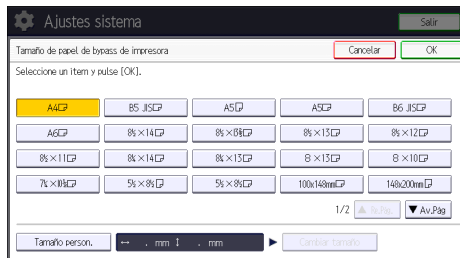 Ajustes sistema
Salir
Tamaño de papel de bypass de impresora
Cancelar
OK
Seleccione un item y pulse [OK].
A4 B5 JIS A5 A5 B6 JIS
A6 8½×14 8½×13⅖ 8½×13 8½×12
8½×11 8¼×14 8¼×13 8×13 8×10
7¼×10½ 5½×8½ 5½×8½ 100x148mm 148x200mm
1/2 ▲ Re.Pág. ▼ Av.Pág
Tamaño person. ↔ . mm ↕ . mm ► Cambiar tamaño